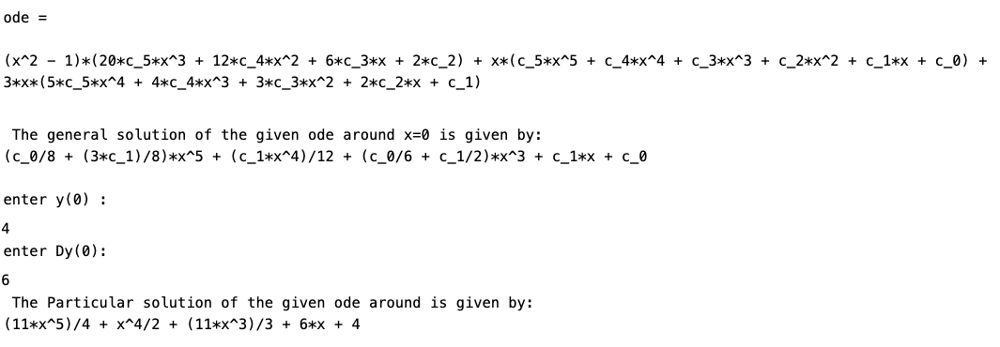 ode =
(x^2 - 1)*(20*c_5*x^3 + 12*c_4*x^2 + 6*c_3*x + 2*c_2) + x*(c_5*x^5 + c_4*x^4 + c_3*x^3 + c_2*x^2 + c_1*x + c_0) +
3*x*(5*c_5*x^4 + 4*c_4*x^3 + 3*c_3*x^2 + 2*c_2*x + c_1)
The general solution of the given ode around x=0 is given by:
(c_0/8 + (3*c_1)/8)*x^5 + (c_1*x^4)/12 + (c_0/6 + c_1/2)*x^3 + c_1*x + c_0
enter y(0) :
4
enter Dy(0):
6
The Particular solution of the given ode around is given by:
(11*x^5)/4 + x^4/2 + (11*x^3)/3 + 6*x + 4